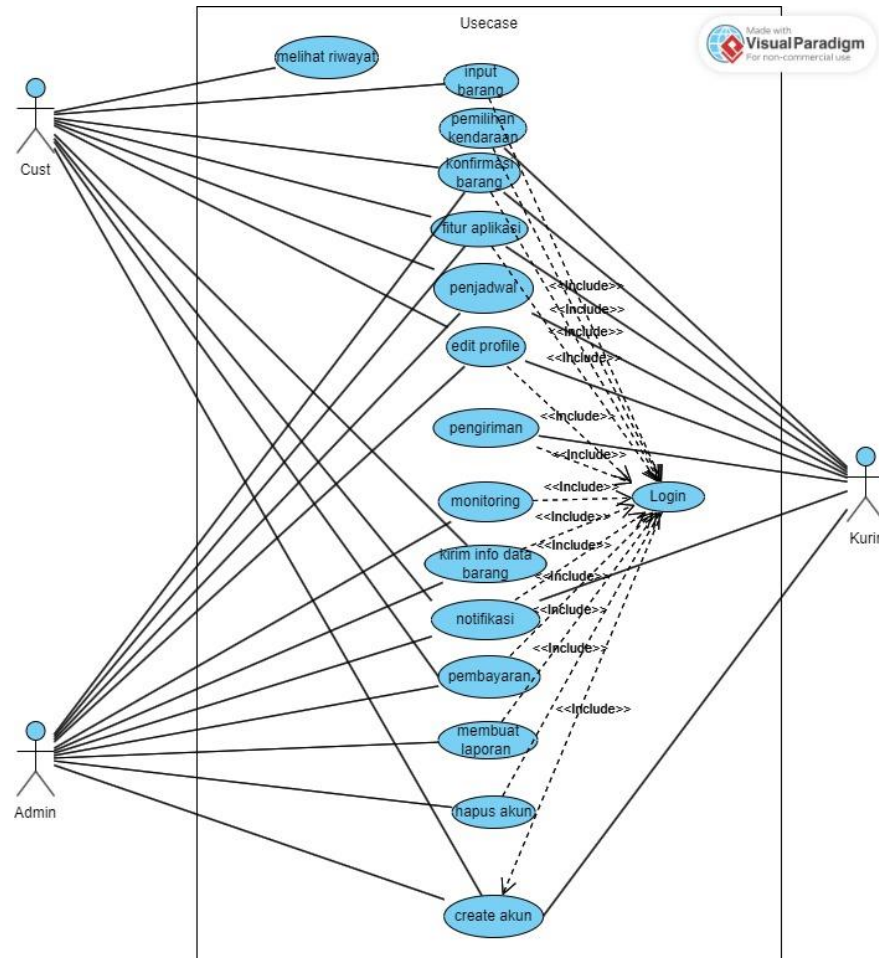 Usecase
Made with
Visual Paradigm
For non-commercial use
melihat riwayat
input
barang
pemilihan
kendaraan
Cust
konfirmasi
barang
fitur aplikasi
penjadwal
<<Include>>
<<Include>>
<<Include>>
edit profile
<<Include>>
<<Include>>
pengiriman
<<Include>>
<<Include>>
monitoring
Login
<<Include>>
Kurir
kirim info data
barang
<<Include>>
<<Include>>
notifikasi
<<Include>>
<<Include>>
pembayaran
<<Include>>
membuat
laporan
Admin
hapus akun
create akun